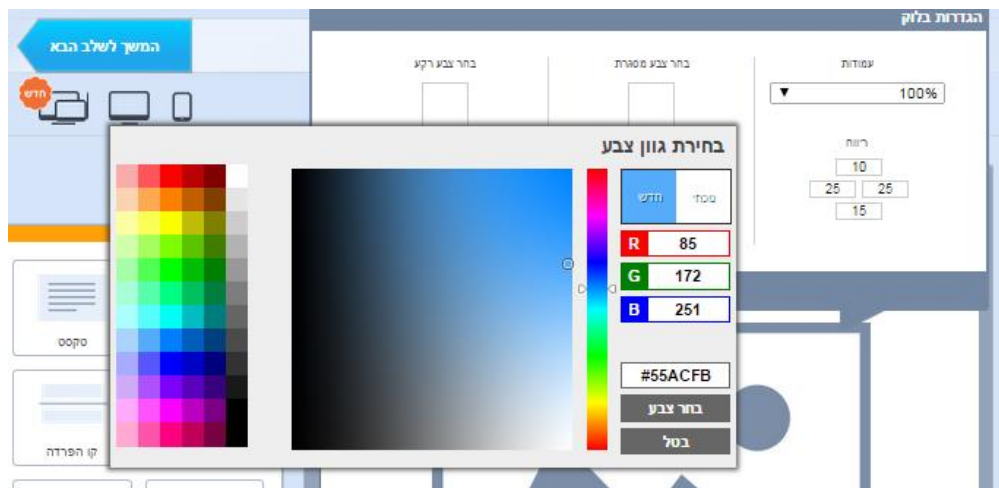 הגדרות בלוק
המשך לשלב הבא
חדש
עמודות
בחר צבע מסגרת
בחר צבע רקע
100%
ריווח
10
25 25
15
בחירת גוון צבע
נוכחי חדש
R 85
G 172
B 251
#55ACFB
בחר צבע
בטל
טקסט
קו הפרדה